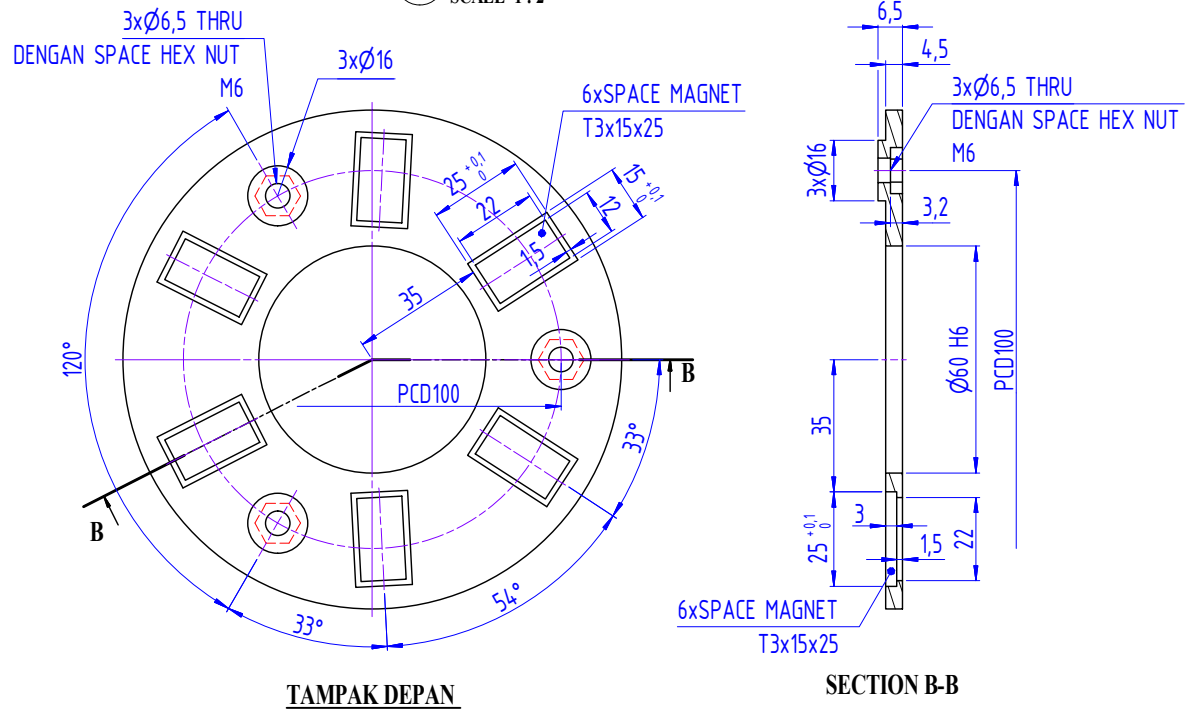 SCALE 1 : 2
3xØ6,5 THRU
DENGAN SPACE HEX NUT
M6
3xØ16
6xSPACE MAGNET
T3x15x25
25 +0,1 0
22
15 +0,1 0
12
1,5
35
120°
PCD100
B
B
33°
54°
33°
TAMPAK DEPAN
6,5
4,5
3xØ6,5 THRU
DENGAN SPACE HEX NUT
M6
3xØ16
3,2
Ø60 H6
PCD100
35
3
25 +0,1 0
1,5
22
6xSPACE MAGNET
T3x15x25
SECTION B-B